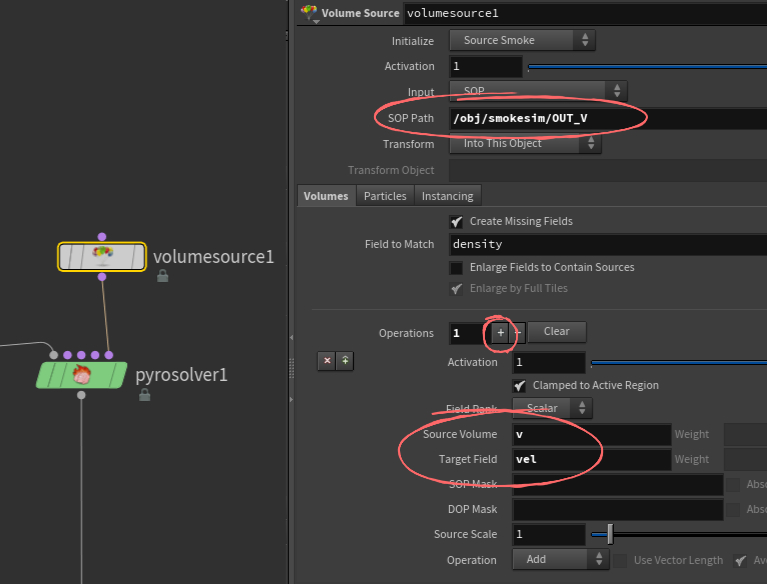 Volume Source volumesource1
Initialize Source Smoke
Activation 1
Input SOP
SOP Path /obj/smokesim/OUT_V
Transform Into This Object
Transform Object
Volumes Particles Instancing
Create Missing Fields
Field to Match density
Enlarge Fields to Contain Sources
Enlarge by Full Tiles
Operations 1 + - Clear
Activation 1
Clamped to Active Region
Field Rank Scalar
Source Volume v Weight
Target Field vel Weight
SOP Mask Abso
DOP Mask Abso
Source Scale 1
Operation Add Use Vector Length Av
volumesource1
pyrosolver1